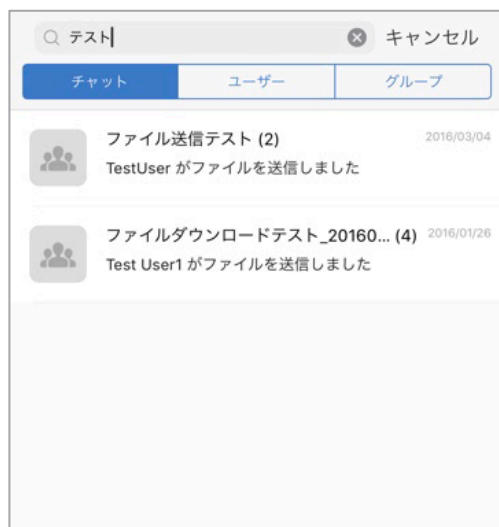 テスト キャンセル
チャット ユーザー グループ
ファイル送信テスト (2) 2016/03/04
TestUser がファイルを送信しました
ファイルダウンロードテスト_20160... (4) 2016/01/26
Test User1 がファイルを送信しました